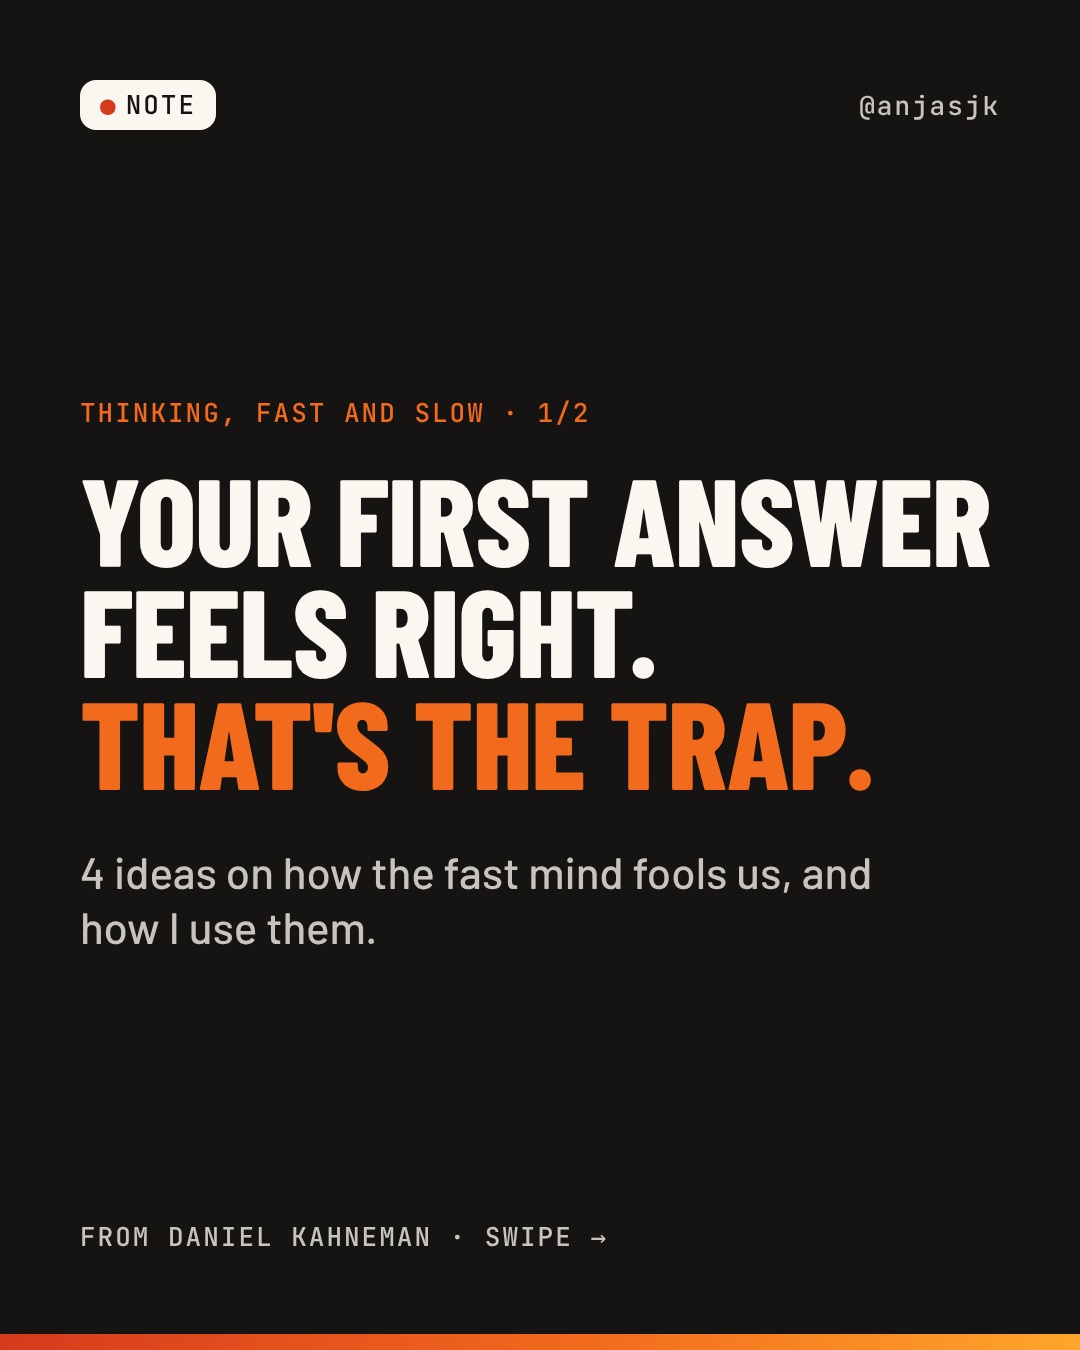 NOTE
@anjasjk
THINKING, FAST AND SLOW · 1/2
YOUR FIRST ANSWER
FEELS RIGHT.
THAT'S THE TRAP.
4 ideas on how the fast mind fools us, and
how I use them.
FROM DANIEL KAHNEMAN · SWIPE →